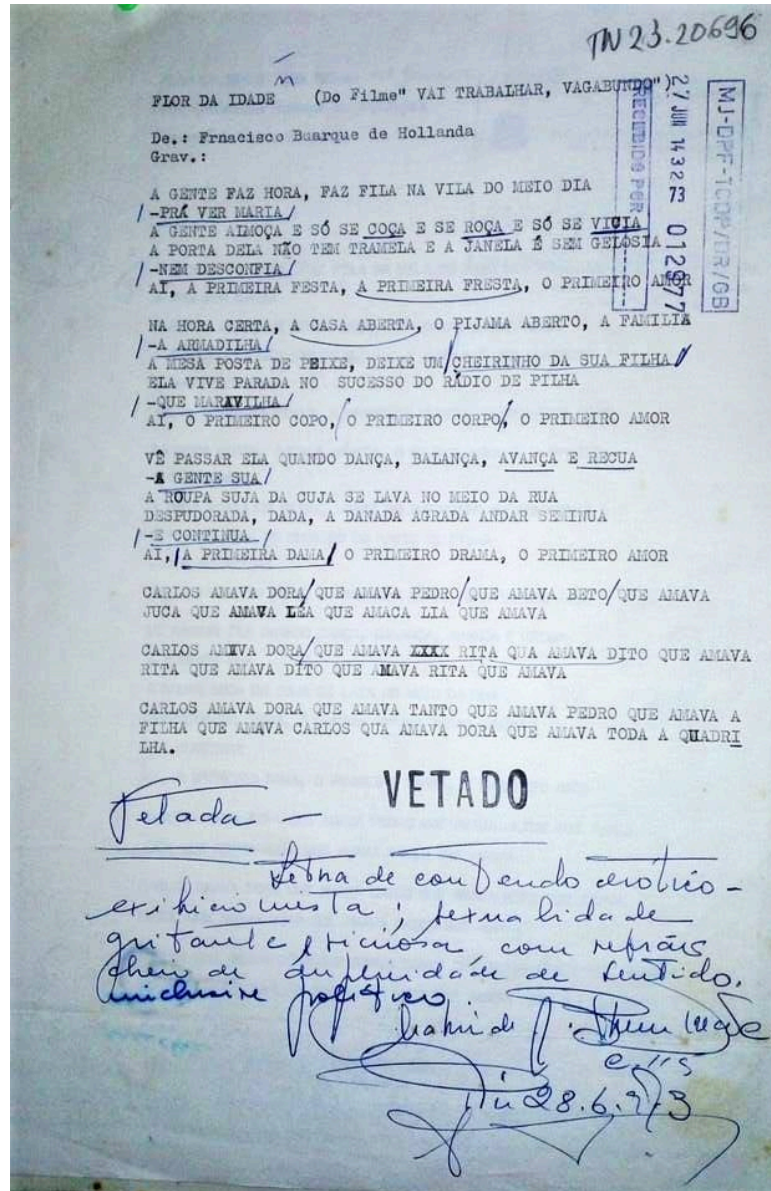 TN 23.20696
FLOR DA IDADE (Do Filme" VAI TRABALHAR, VAGABUNDO").
De.: Frnacisco Buarque de Hollanda
Grav.:
27 JUN 1432 73 012977
RECEBIDO POR
MJ-DPF-TCDP/DR/GB
A GENTE FAZ HORA, FAZ FILA NA VILA DO MEIO DIA
-PRÁ VER MARIA
A GENTE ALMOÇA E SÓ SE COÇA E SE ROÇA E SÓ SE VICIA
A PORTA DELA NÃO TEM TRAMELA E A JANELA É SEM GELOSIA
-NEM DESCONFIA
AÍ, A PRIMEIRA FESTA, A PRIMEIRA FRESTA, O PRIMEIRO AMOR
NA HORA CERTA, A CASA ABERTA, O PIJAMA ABERTO, A FAMILIA
-A ARMADILHA
A MESA POSTA DE PEIXE, DEIXE UM CHEIRINHO DA SUA FILHA
ELA VIVE PARADA NO SUCESSO DO RÁDIO DE PILHA
-QUE MARAVILHA
AÍ, O PRIMEIRO COPO, O PRIMEIRO CORPO, O PRIMEIRO AMOR
VÊ PASSAR ELA QUANDO DANÇA, BALANÇA, AVANÇA E RECUA
-A GENTE SUA
A ROUPA SUJA DA CUJA SE LAVA NO MEIO DA RUA
DESPUDORADA, DADA, A DANADA AGRADA ANDAR SEMINUA
-E CONTINUA
AI, A PRIMEIRA DAMA O PRIMEIRO DRAMA, O PRIMEIRO AMOR
CARLOS AMAVA DORA QUE AMAVA PEDRO QUE AMAVA BETO QUE AMAVA
JUCA QUE AMAVA LÉA QUE AMACA LIA QUE AMAVA
CARLOS AMAVA DORA QUE AMAVA XXXX RITA QUA AMAVA DITO QUE AMAVA
RITA QUE AMAVA DITO QUE AMAVA RITA QUE AMAVA
CARLOS AMAVA DORA QUE AMAVA TANTO QUE AMAVA PEDRO QUE AMAVA A
FILHA QUE AMAVA CARLOS QUA AMAVA DORA QUE AMAVA TODA A QUADRI
LHA.
VETADO
Vetada -
Letra de conteudo erotico-
exibicionista; sexualidade
gritante, viciosa, com refrões
cheio de duplicidade de sentido,
inclusive político.
28.6.973